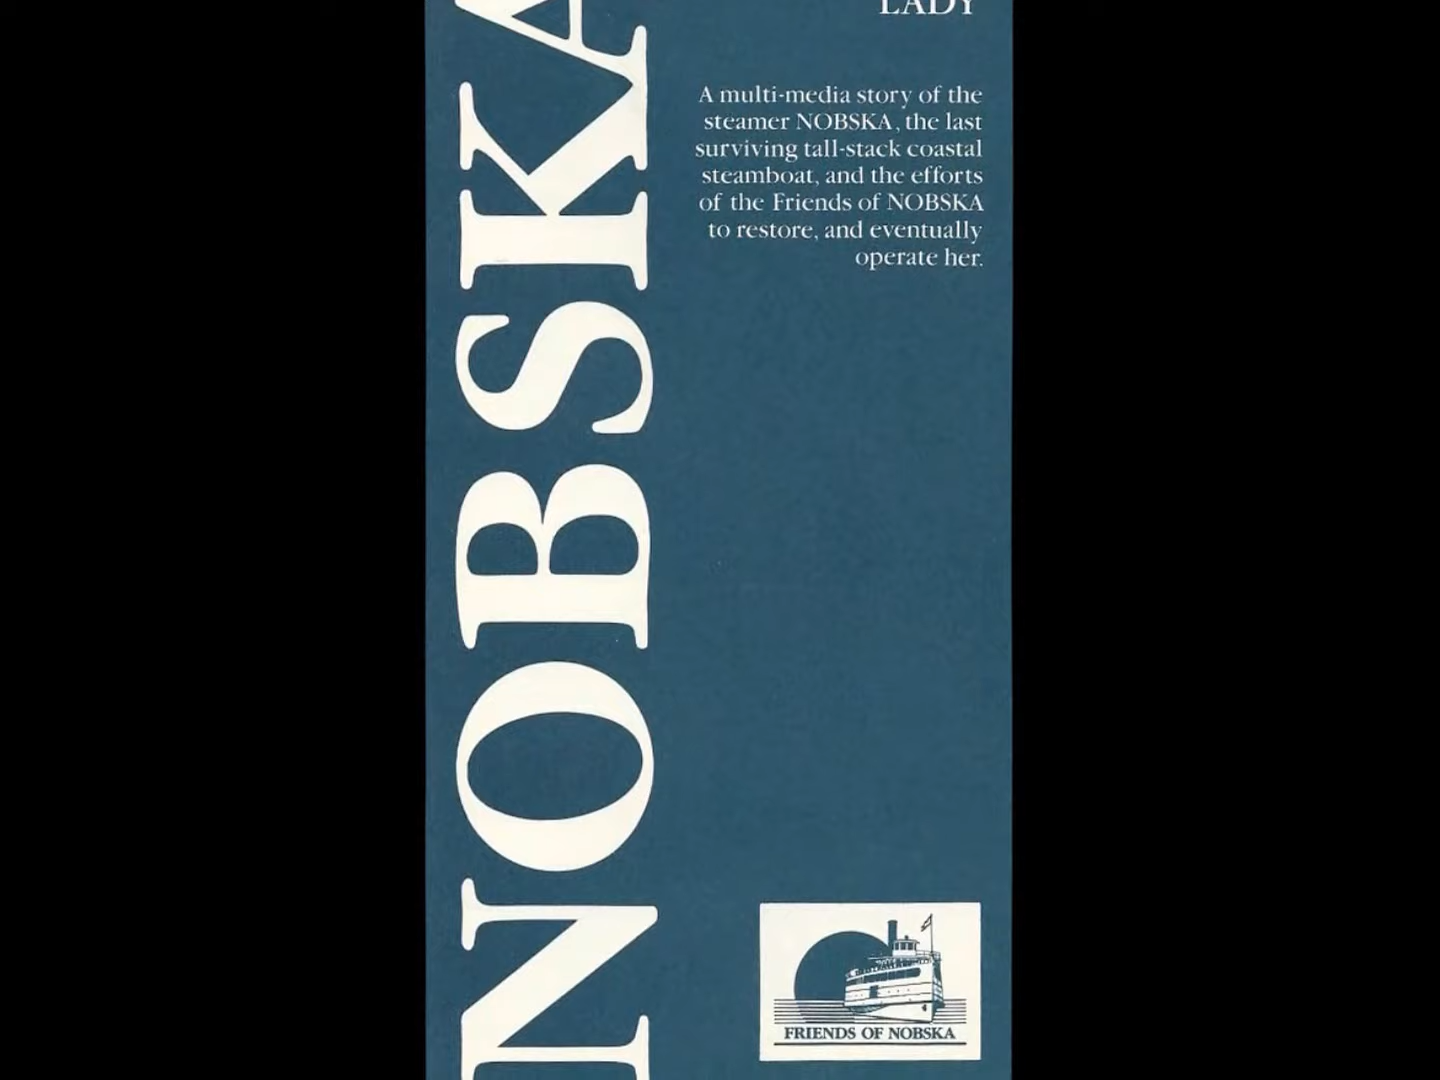 NOBSKA
LADY
A multi-media story of the
steamer NOBSKA, the last
surviving tall-stack coastal
steamboat, and the efforts
of the Friends of NOBSKA
to restore, and eventually
operate her.
FRIENDS OF NOBSKA